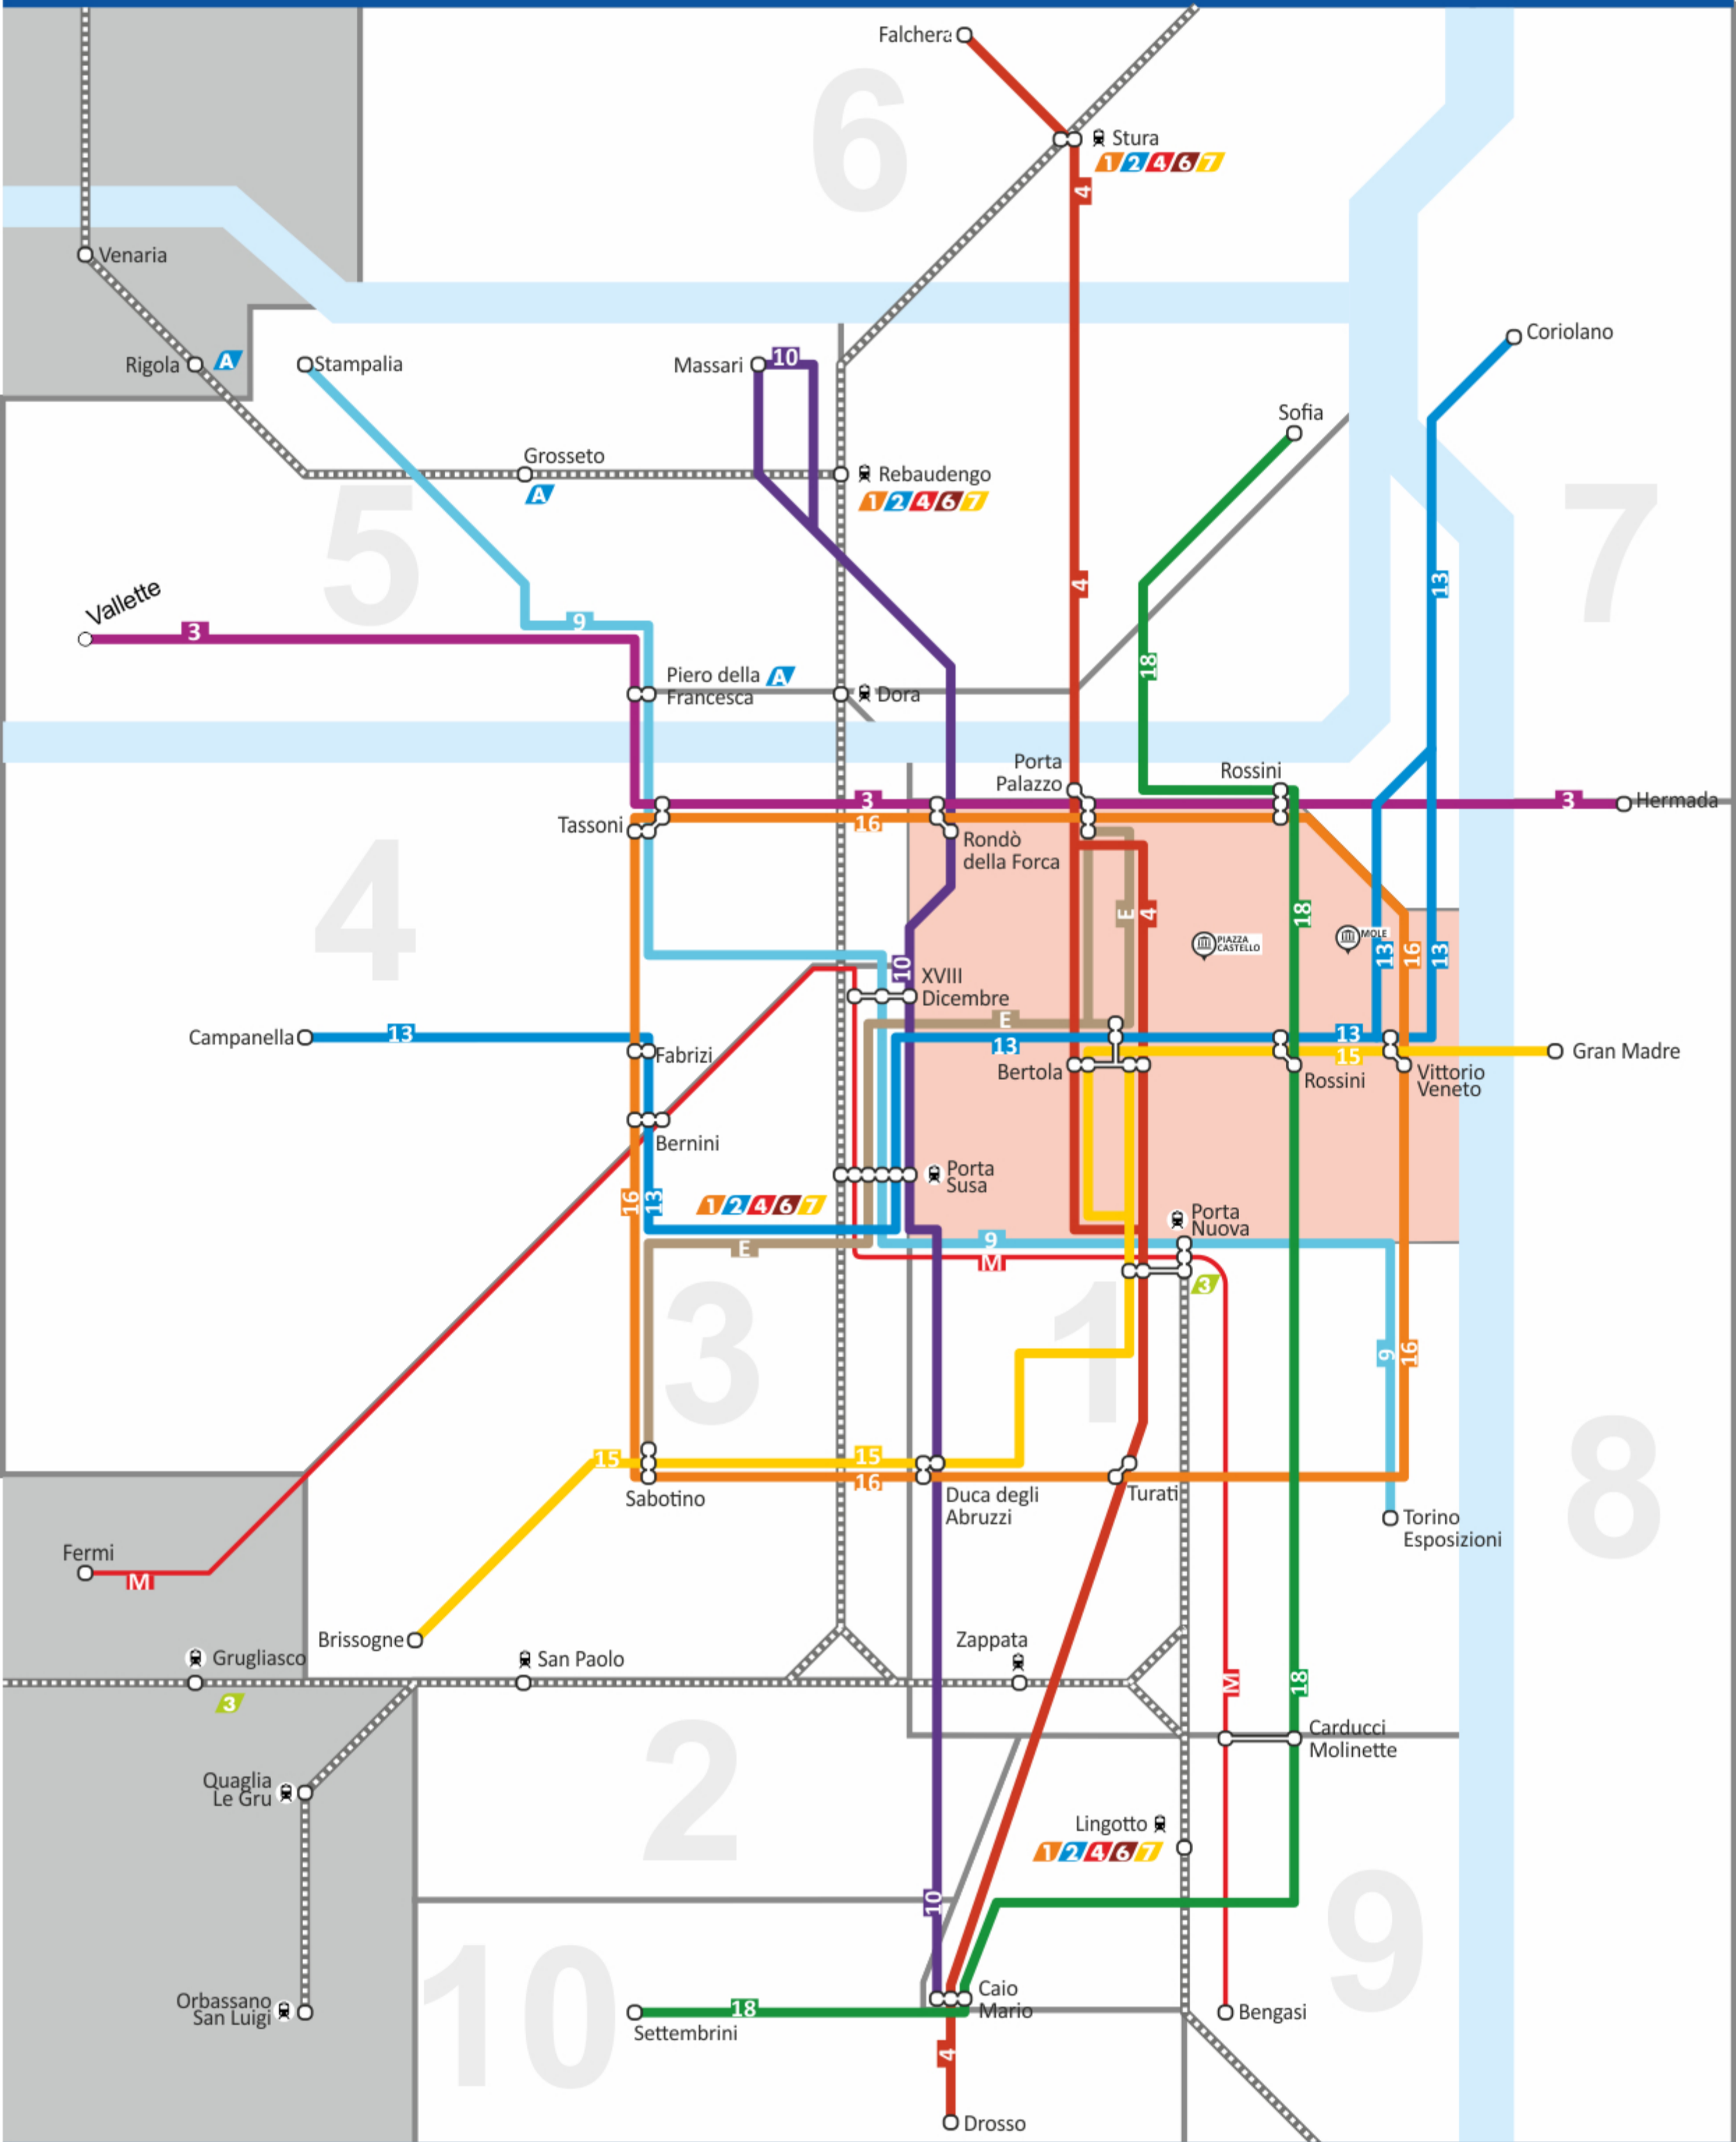 Falchera
6
Stura
1 2 4 6 7
4
Venaria
Coriolano
Rigola A
Stampalia
Massari
10
Sofia
Grosseto
A
Rebaudengo
1 2 4 6 7
5
7
Vallette
3
9
4
13
18
Piero della A
Francesca
Dora
Porta
Palazzo
Rossini
3
3
Hermada
Tassoni
16
Rondò
della Forca
4
E
4
18
PIAZZA
CASTELLO
MOLE
13
16
13
10
XVIII
Dicembre
Campanella
13
E
13
13
Fabrizi
15
Gran Madre
Bertola
Rossini
Vittorio
Veneto
Bernini
Porta
Susa
16
13
1 2 4 6 7
Porta
Nuova
E
9
M
3
3
1
9
16
8
15
15
16
Sabotino
Duca degli
Abruzzi
Turati
Torino
Esposizioni
Fermi
M
Brissogne
Grugliasco
3
San Paolo
Zappata
M
18
Carducci
Molinette
2
Quaglia
Le Gru
Lingotto
1 2 4 6 7
10
9
10
Orbassano
San Luigi
Caio
Mario
18
Settembrini
Bengasi
4
Drosso